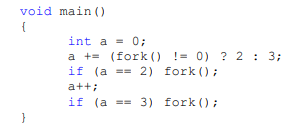 void main()
{
int a = 0;
a += (fork() != 0) ? 2 : 3;
if (a == 2) fork();
a++;
if (a == 3) fork();
}